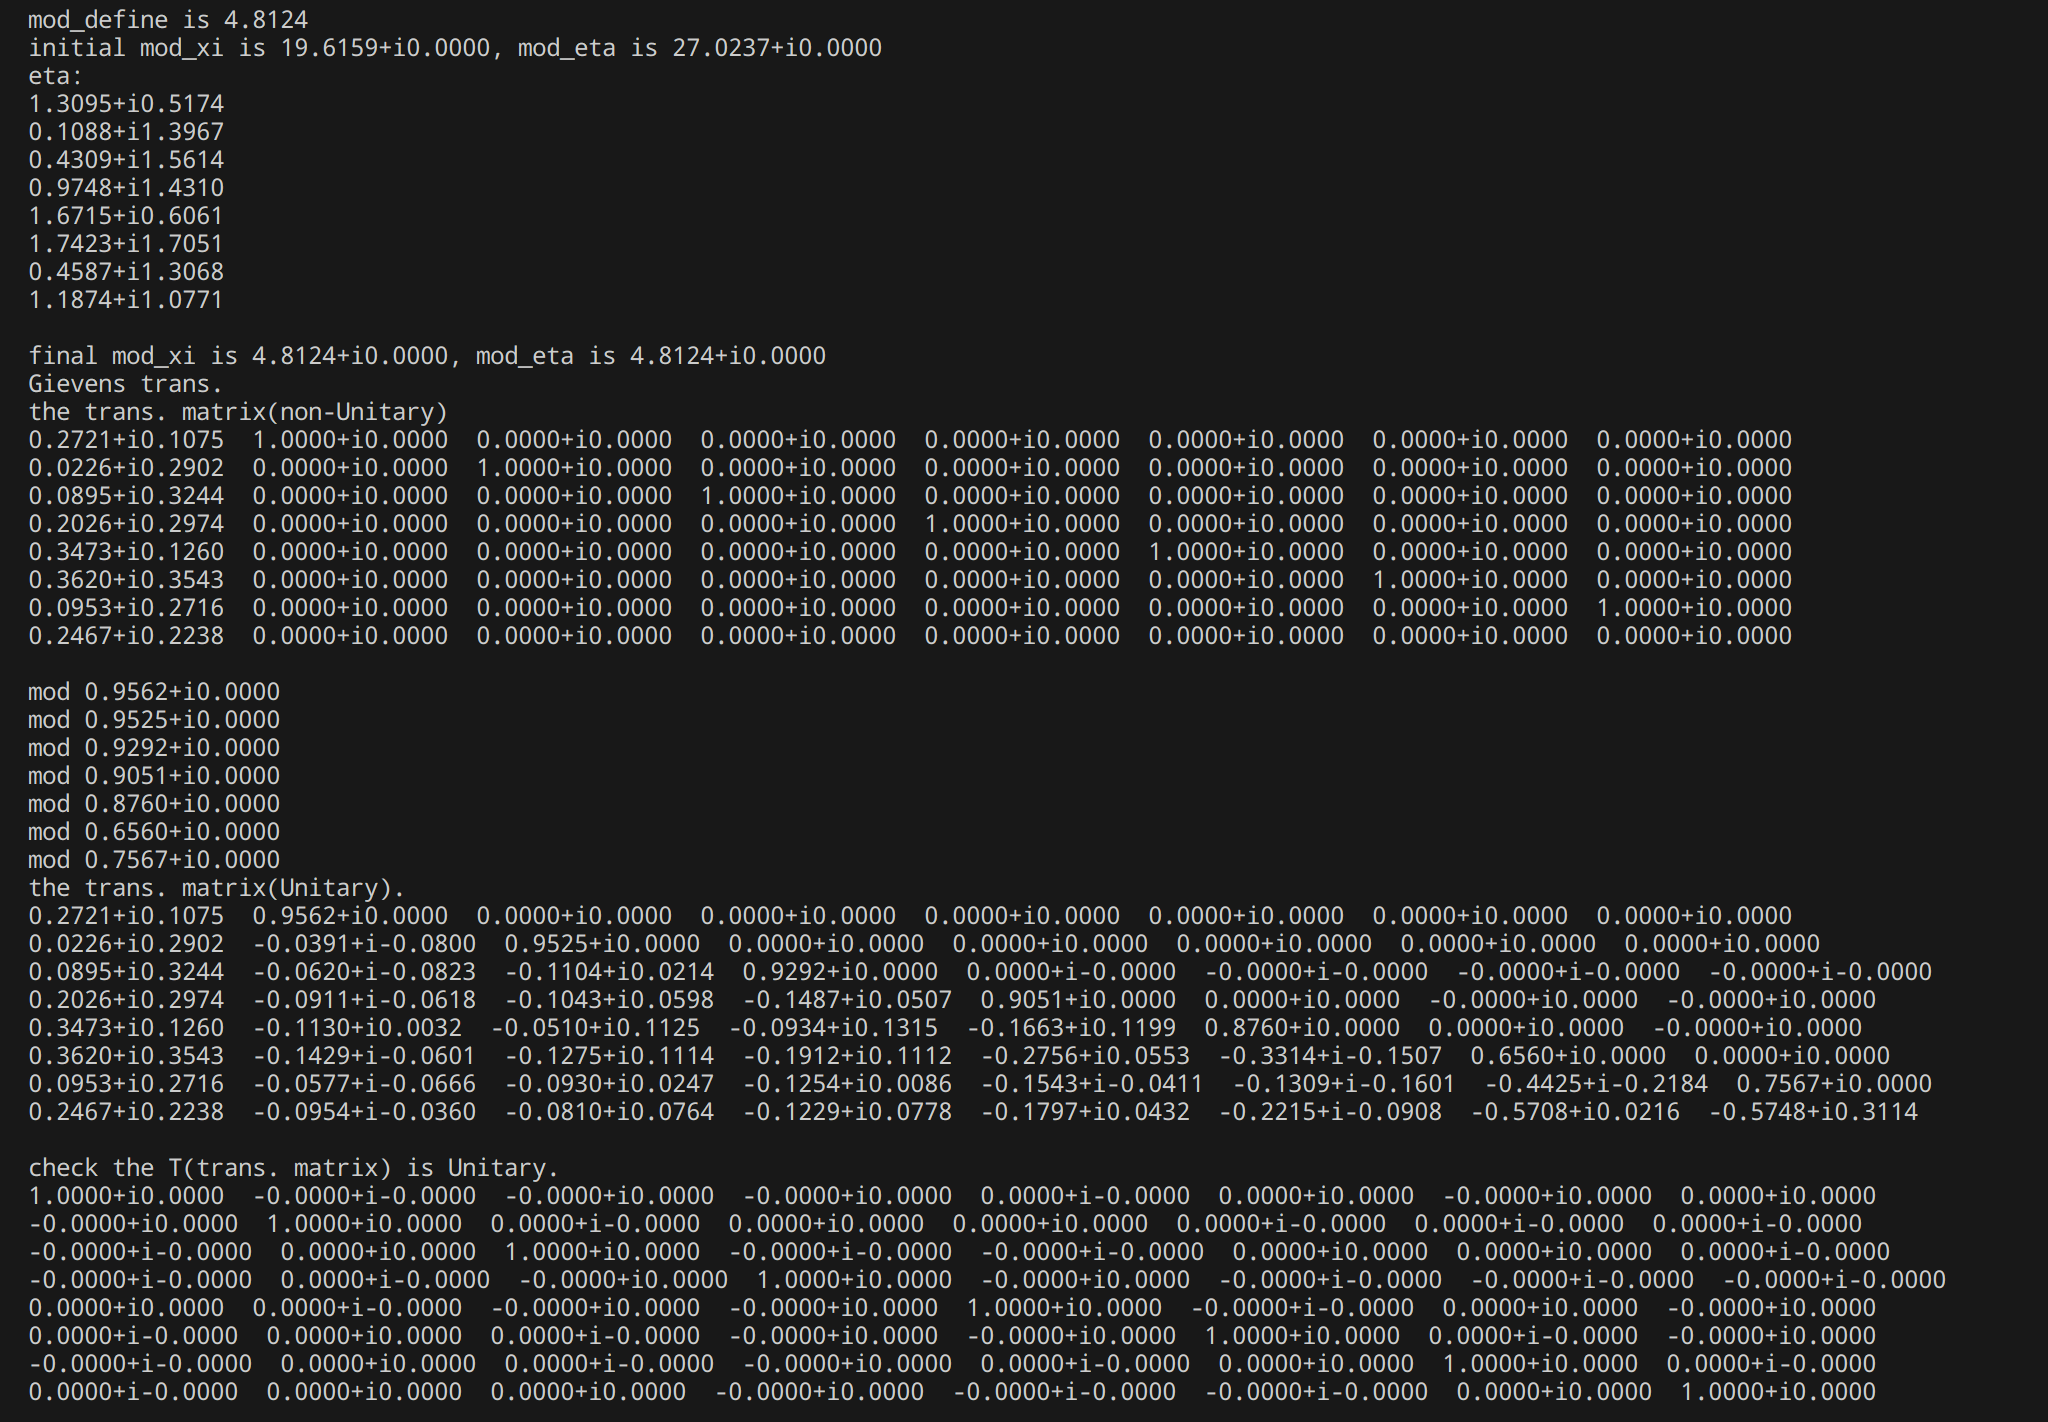 mod_define is 4.8124
initial mod_xi is 19.6159+i0.0000, mod_eta is 27.0237+i0.0000
eta:
1.3095+i0.5174
0.1088+i1.3967
0.4309+i1.5614
0.9748+i1.4310
1.6715+i0.6061
1.7423+i1.7051
0.4587+i1.3068
1.1874+i1.0771
final mod_xi is 4.8124+i0.0000, mod_eta is 4.8124+i0.0000
Gievens trans.
the trans. matrix(non-Unitary)
0.2721+i0.1075  1.0000+i0.0000  0.0000+i0.0000  0.0000+i0.0000  0.0000+i0.0000  0.0000+i0.0000  0.0000+i0.0000  0.0000+i0.0000
0.0226+i0.2902  0.0000+i0.0000  1.0000+i0.0000  0.0000+i0.0000  0.0000+i0.0000  0.0000+i0.0000  0.0000+i0.0000  0.0000+i0.0000
0.0895+i0.3244  0.0000+i0.0000  0.0000+i0.0000  1.0000+i0.0000  0.0000+i0.0000  0.0000+i0.0000  0.0000+i0.0000  0.0000+i0.0000
0.2026+i0.2974  0.0000+i0.0000  0.0000+i0.0000  0.0000+i0.0000  1.0000+i0.0000  0.0000+i0.0000  0.0000+i0.0000  0.0000+i0.0000
0.3473+i0.1260  0.0000+i0.0000  0.0000+i0.0000  0.0000+i0.0000  0.0000+i0.0000  1.0000+i0.0000  0.0000+i0.0000  0.0000+i0.0000
0.3620+i0.3543  0.0000+i0.0000  0.0000+i0.0000  0.0000+i0.0000  0.0000+i0.0000  0.0000+i0.0000  1.0000+i0.0000  0.0000+i0.0000
0.0953+i0.2716  0.0000+i0.0000  0.0000+i0.0000  0.0000+i0.0000  0.0000+i0.0000  0.0000+i0.0000  0.0000+i0.0000  1.0000+i0.0000
0.2467+i0.2238  0.0000+i0.0000  0.0000+i0.0000  0.0000+i0.0000  0.0000+i0.0000  0.0000+i0.0000  0.0000+i0.0000  0.0000+i0.0000
mod 0.9562+i0.0000
mod 0.9525+i0.0000
mod 0.9292+i0.0000
mod 0.9051+i0.0000
mod 0.8760+i0.0000
mod 0.6560+i0.0000
mod 0.7567+i0.0000
the trans. matrix(Unitary).
0.2721+i0.1075  0.9562+i0.0000  0.0000+i0.0000  0.0000+i0.0000  0.0000+i0.0000  0.0000+i0.0000  0.0000+i0.0000  0.0000+i0.0000
0.0226+i0.2902  -0.0391+i-0.0800  0.9525+i0.0000  0.0000+i0.0000  0.0000+i0.0000  0.0000+i0.0000  0.0000+i0.0000  0.0000+i0.0000
0.0895+i0.3244  -0.0620+i-0.0823  -0.1104+i0.0214  0.9292+i0.0000  0.0000+i-0.0000  -0.0000+i-0.0000  -0.0000+i-0.0000  -0.0000+i-0.0000
0.2026+i0.2974  -0.0911+i-0.0618  -0.1043+i0.0598  -0.1487+i0.0507  0.9051+i0.0000  0.0000+i0.0000  -0.0000+i0.0000  -0.0000+i0.0000
0.3473+i0.1260  -0.1130+i0.0032  -0.0510+i0.1125  -0.0934+i0.1315  -0.1663+i0.1199  0.8760+i0.0000  0.0000+i0.0000  -0.0000+i0.0000
0.3620+i0.3543  -0.1429+i-0.0601  -0.1275+i0.1114  -0.1912+i0.1112  -0.2756+i0.0553  -0.3314+i-0.1507  0.6560+i0.0000  0.0000+i0.0000
0.0953+i0.2716  -0.0577+i-0.0666  -0.0930+i0.0247  -0.1254+i0.0086  -0.1543+i-0.0411  -0.1309+i-0.1601  -0.4425+i-0.2184  0.7567+i0.0000
0.2467+i0.2238  -0.0954+i-0.0360  -0.0810+i0.0764  -0.1229+i0.0778  -0.1797+i0.0432  -0.2215+i-0.0908  -0.5708+i0.0216  -0.5748+i0.3114
check the T(trans. matrix) is Unitary.
1.0000+i0.0000  -0.0000+i-0.0000  -0.0000+i0.0000  -0.0000+i0.0000  0.0000+i-0.0000  0.0000+i0.0000  -0.0000+i0.0000  0.0000+i0.0000
-0.0000+i0.0000  1.0000+i0.0000  0.0000+i-0.0000  0.0000+i0.0000  0.0000+i0.0000  0.0000+i-0.0000  0.0000+i-0.0000  0.0000+i-0.0000
-0.0000+i-0.0000  0.0000+i0.0000  1.0000+i0.0000  -0.0000+i-0.0000  -0.0000+i-0.0000  0.0000+i0.0000  0.0000+i0.0000  0.0000+i-0.0000
-0.0000+i-0.0000  0.0000+i-0.0000  -0.0000+i0.0000  1.0000+i0.0000  -0.0000+i0.0000  -0.0000+i-0.0000  -0.0000+i-0.0000  -0.0000+i-0.0000
0.0000+i0.0000  0.0000+i-0.0000  -0.0000+i0.0000  -0.0000+i0.0000  1.0000+i0.0000  -0.0000+i-0.0000  0.0000+i0.0000  -0.0000+i0.0000
0.0000+i-0.0000  0.0000+i0.0000  0.0000+i-0.0000  -0.0000+i0.0000  -0.0000+i0.0000  1.0000+i0.0000  0.0000+i-0.0000  -0.0000+i0.0000
-0.0000+i-0.0000  0.0000+i0.0000  0.0000+i-0.0000  -0.0000+i0.0000  0.0000+i-0.0000  0.0000+i0.0000  1.0000+i0.0000  0.0000+i-0.0000
0.0000+i-0.0000  0.0000+i0.0000  0.0000+i0.0000  -0.0000+i0.0000  -0.0000+i-0.0000  -0.0000+i-0.0000  0.0000+i0.0000  1.0000+i0.0000